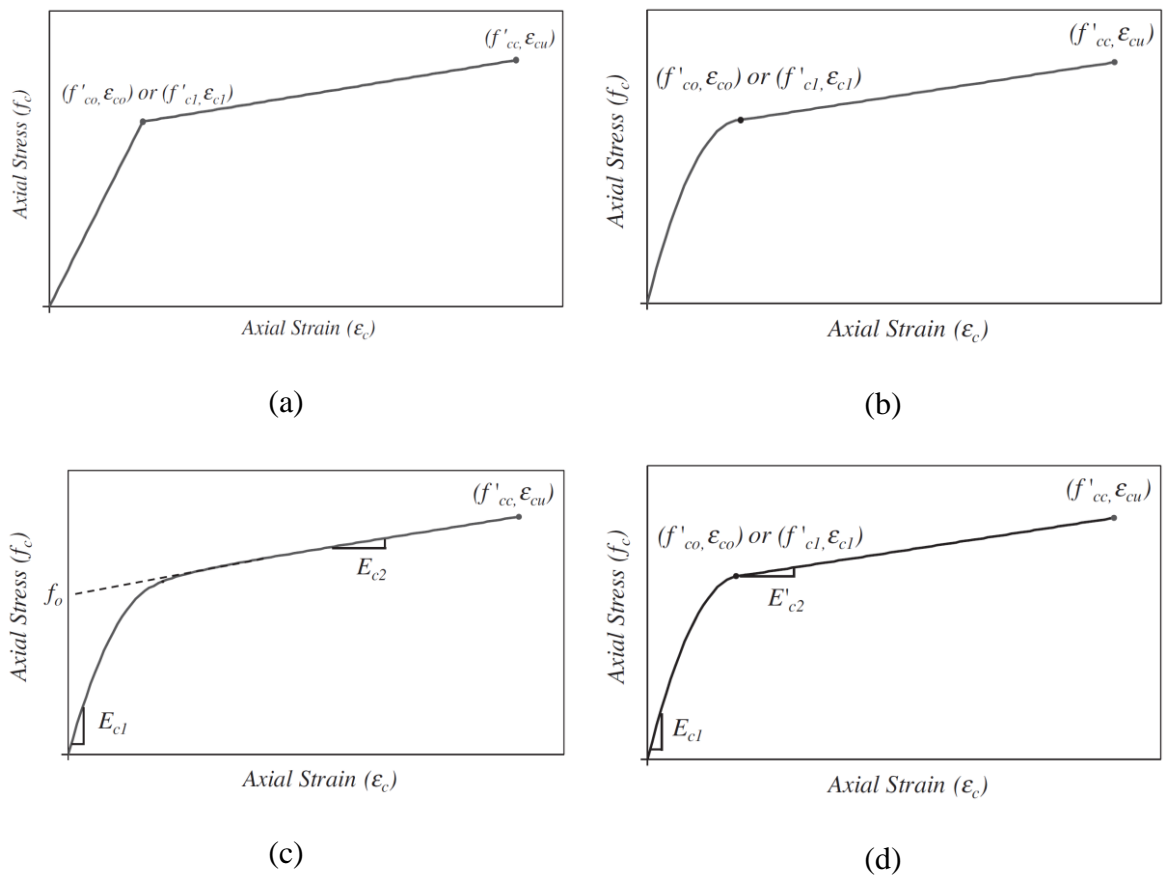 (f'cc, εcu)
(f'co, εco) or (f'c1, εc1)
Axial Stress (fc)
Axial Strain (εc)
(a)
(f'cc, εcu)
(f'co, εco) or (f'c1, εc1)
Axial Stress (fc)
Axial Strain (εc)
(b)
(f'cc, εcu)
Ec2
fo
Axial Stress (fc)
Ec1
Axial Strain (εc)
(c)
(f'cc, εcu)
(f'co, εco) or (f'c1, εc1)
E'c2
Axial Stress (fc)
Ec1
Axial Strain (εc)
(d)